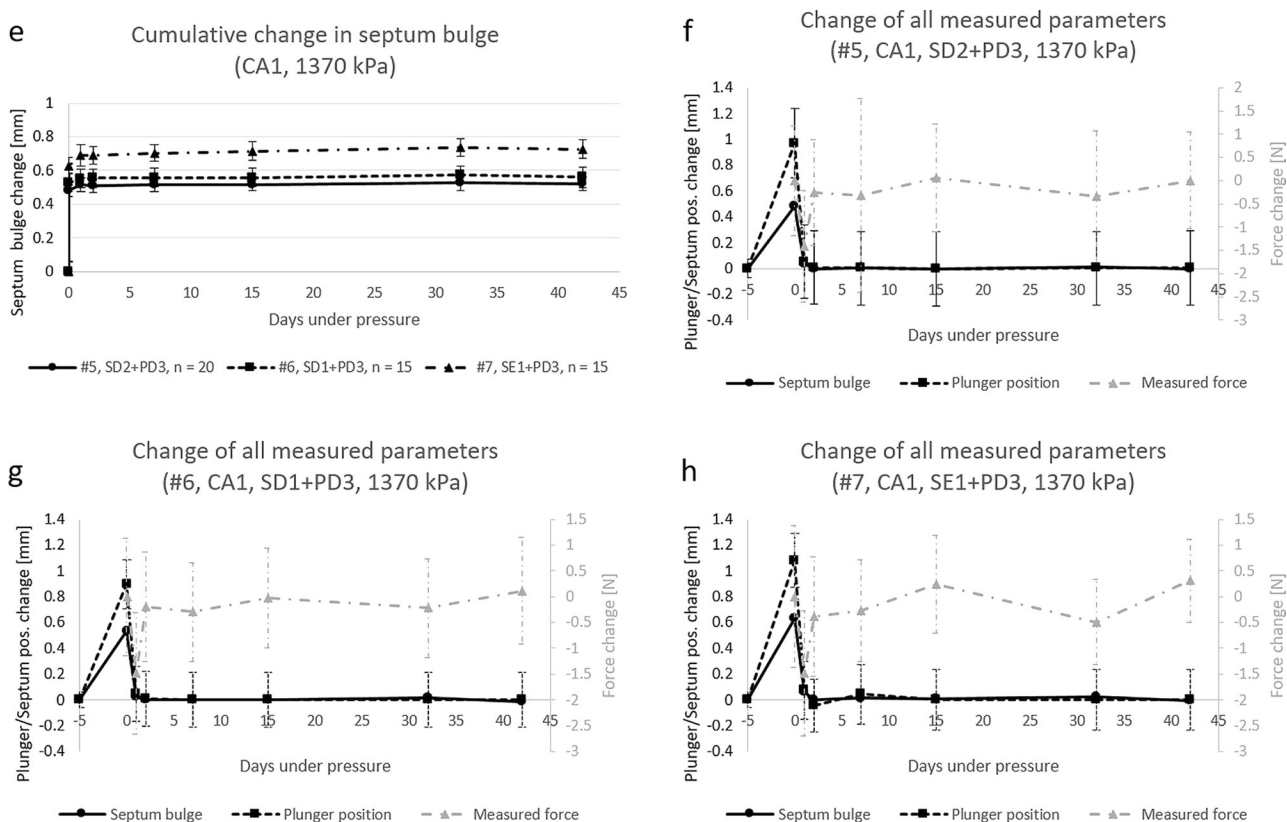 e
Cumulative change in septum bulge
(CA1, 1370 kPa)
Septum bulge change [mm]
1
0.8
0.6
0.4
0.2
0
0 5 10 15 20 25 30 35 40 45
Days under pressure
#5, SD2+PD3, n = 20 #6, SD1+PD3, n = 15 #7, SE1+PD3, n = 15
f
Change of all measured parameters
(#5, CA1, SD2+PD3, 1370 kPa)
Plunger/Septum pos. change [mm]
1.4
1.2
1
0.8
0.6
0.4
0.2
0
-0.2
-0.4
-5 0 5 10 15 20 25 30 35 40 45
2
1.5
1
0.5
0
-0.5
-1
-1.5
-2
-2.5
-3
Force change [N]
Days under pressure
Septum bulge Plunger position Measured force
g
Change of all measured parameters
(#6, CA1, SD1+PD3, 1370 kPa)
Plunger/Septum pos. change [mm]
1.4
1.2
1
0.8
0.6
0.4
0.2
0
-0.2
-0.4
-5 0 5 10 15 20 25 30 35 40 45
1.5
1
0.5
0
-0.5
-1
-1.5
-2
-2.5
-3
Force change [N]
Days under pressure
Septum bulge Plunger position Measured force
h
Change of all measured parameters
(#7, CA1, SE1+PD3, 1370 kPa)
Plunger/Septum pos. change [mm]
1.4
1.2
1
0.8
0.6
0.4
0.2
0
-0.2
-0.4
-5 0 5 10 15 20 25 30 35 40 45
1.5
1
0.5
0
-0.5
-1
-1.5
-2
-2.5
-3
Force change [N]
Days under pressure
Septum bulge Plunger position Measured force